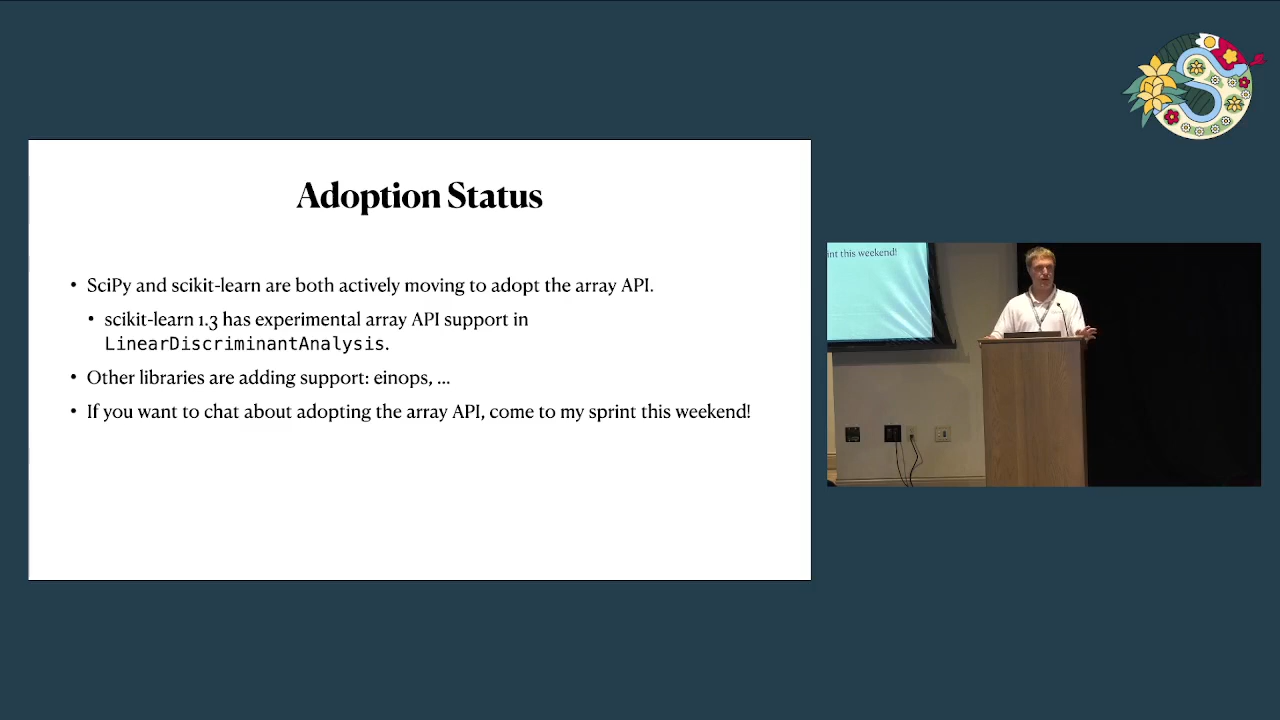 Adoption Status
• SciPy and scikit-learn are both actively moving to adopt the array API.
• scikit-learn 1.3 has experimental array API support in
LinearDiscriminantAnalysis.
• Other libraries are adding support: einops, ...
• If you want to chat about adopting the array API, come to my sprint this weekend!
int this weekend!